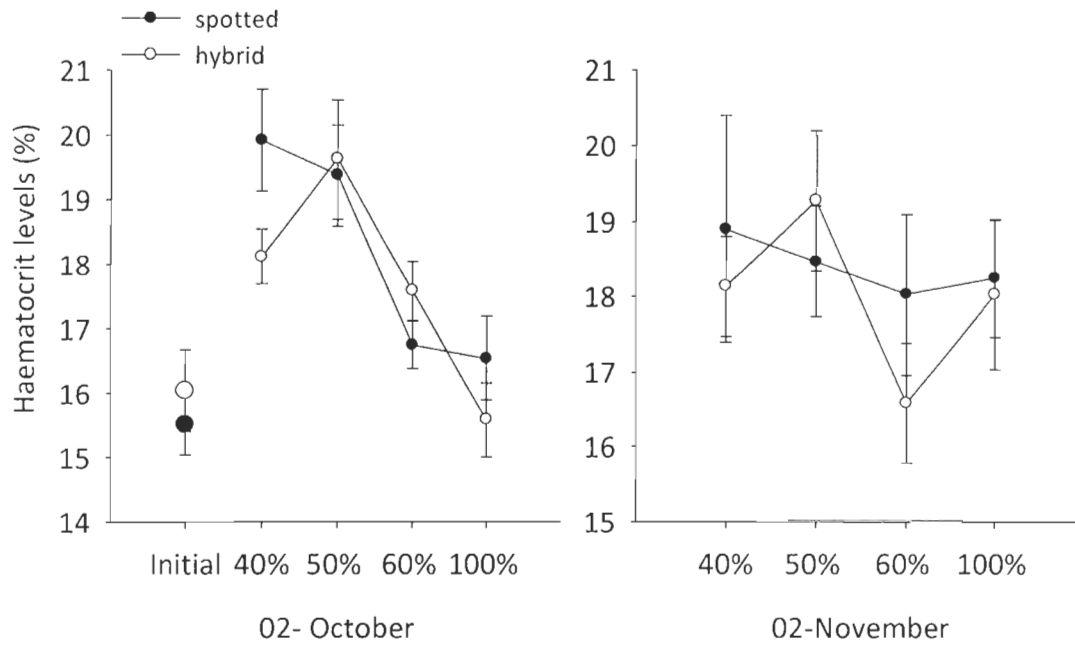 spotted
hybrid
Haematocrit levels (%)
21
20
19
18
17
16
15
14
Initial 40% 50% 60% 100%
02- October
21
20
19
18
17
16
15
40% 50% 60% 100%
02-November